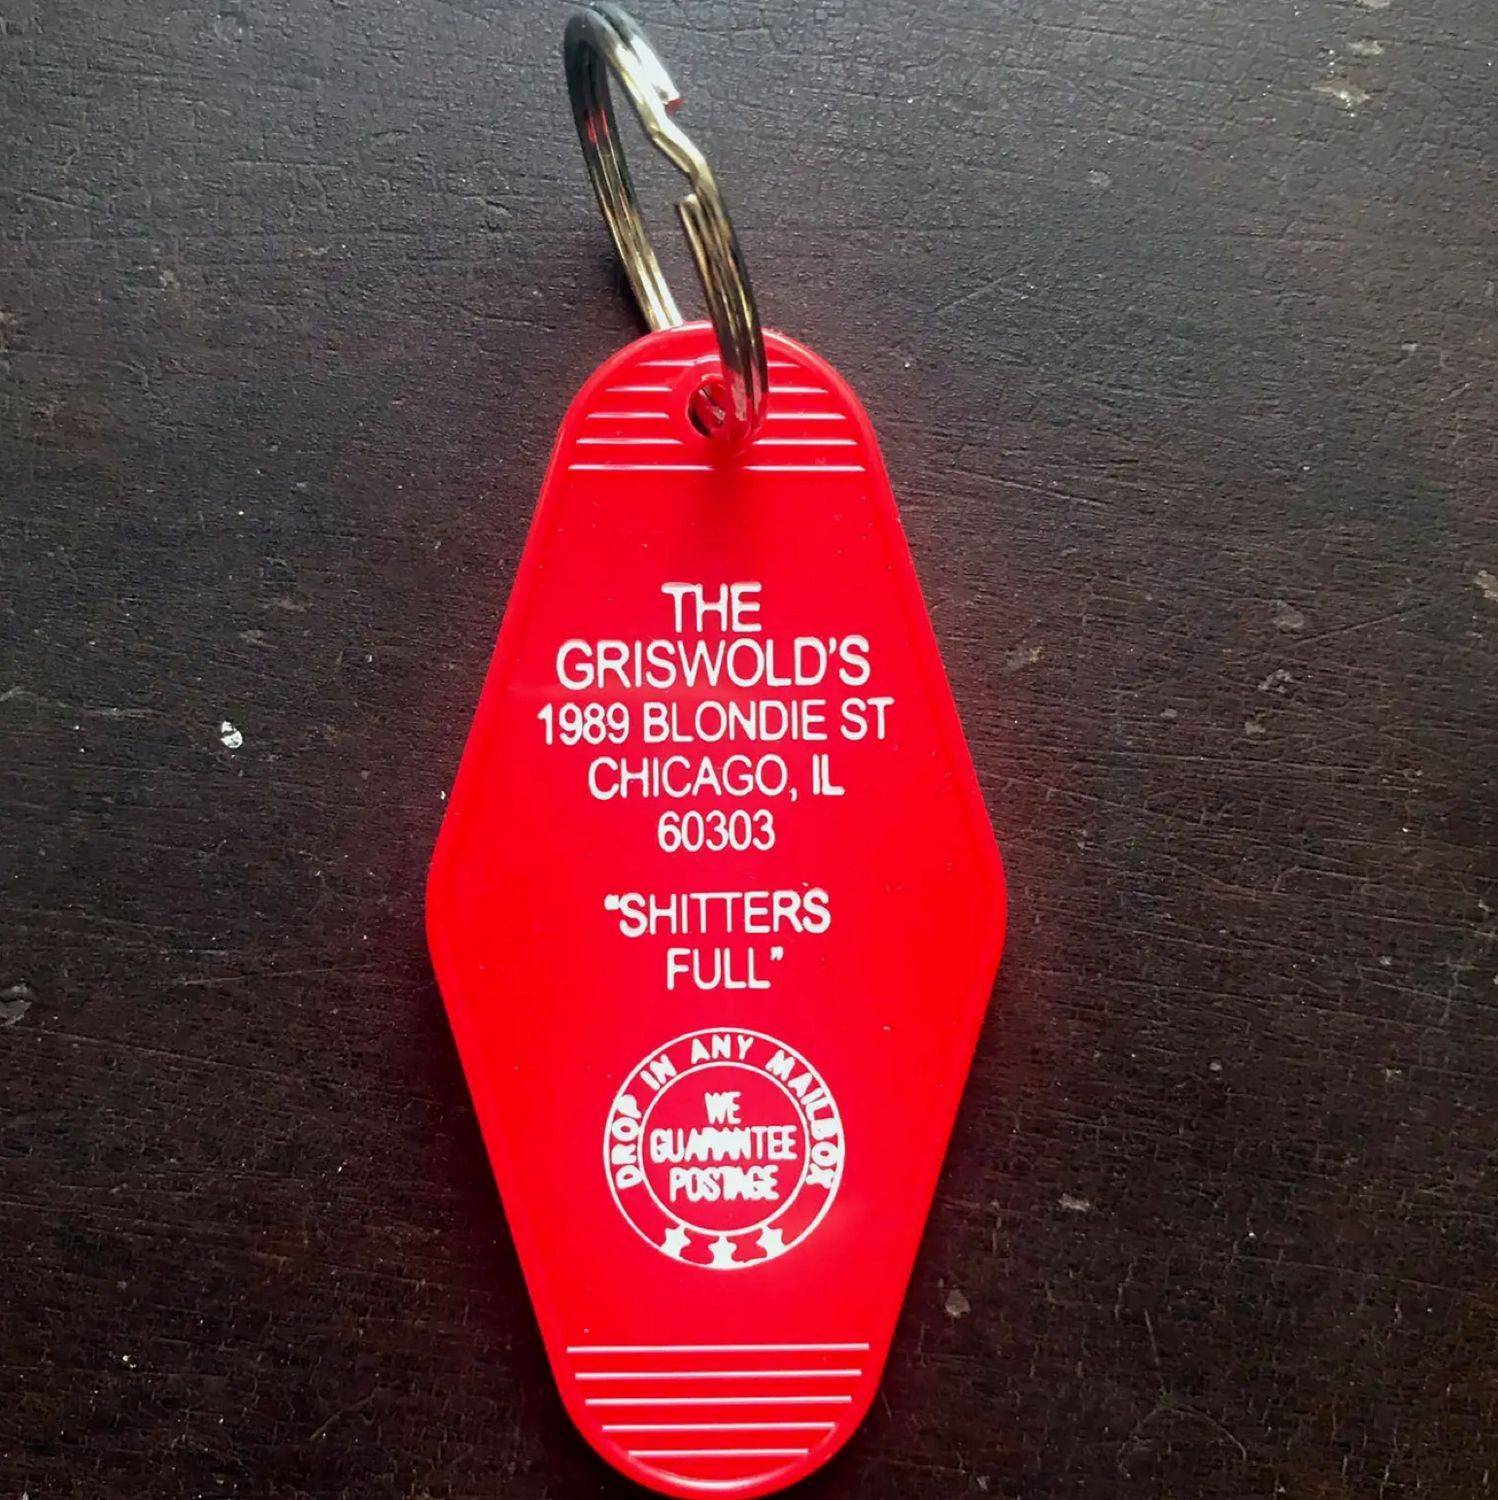 THE
GRISWOLD'S
1989 BLONDIE ST
CHICAGO, IL
60303
“SHITTERS
FULL”
DROP IN ANY MAILBOX
WE
GUARANTEE
POSTAGE